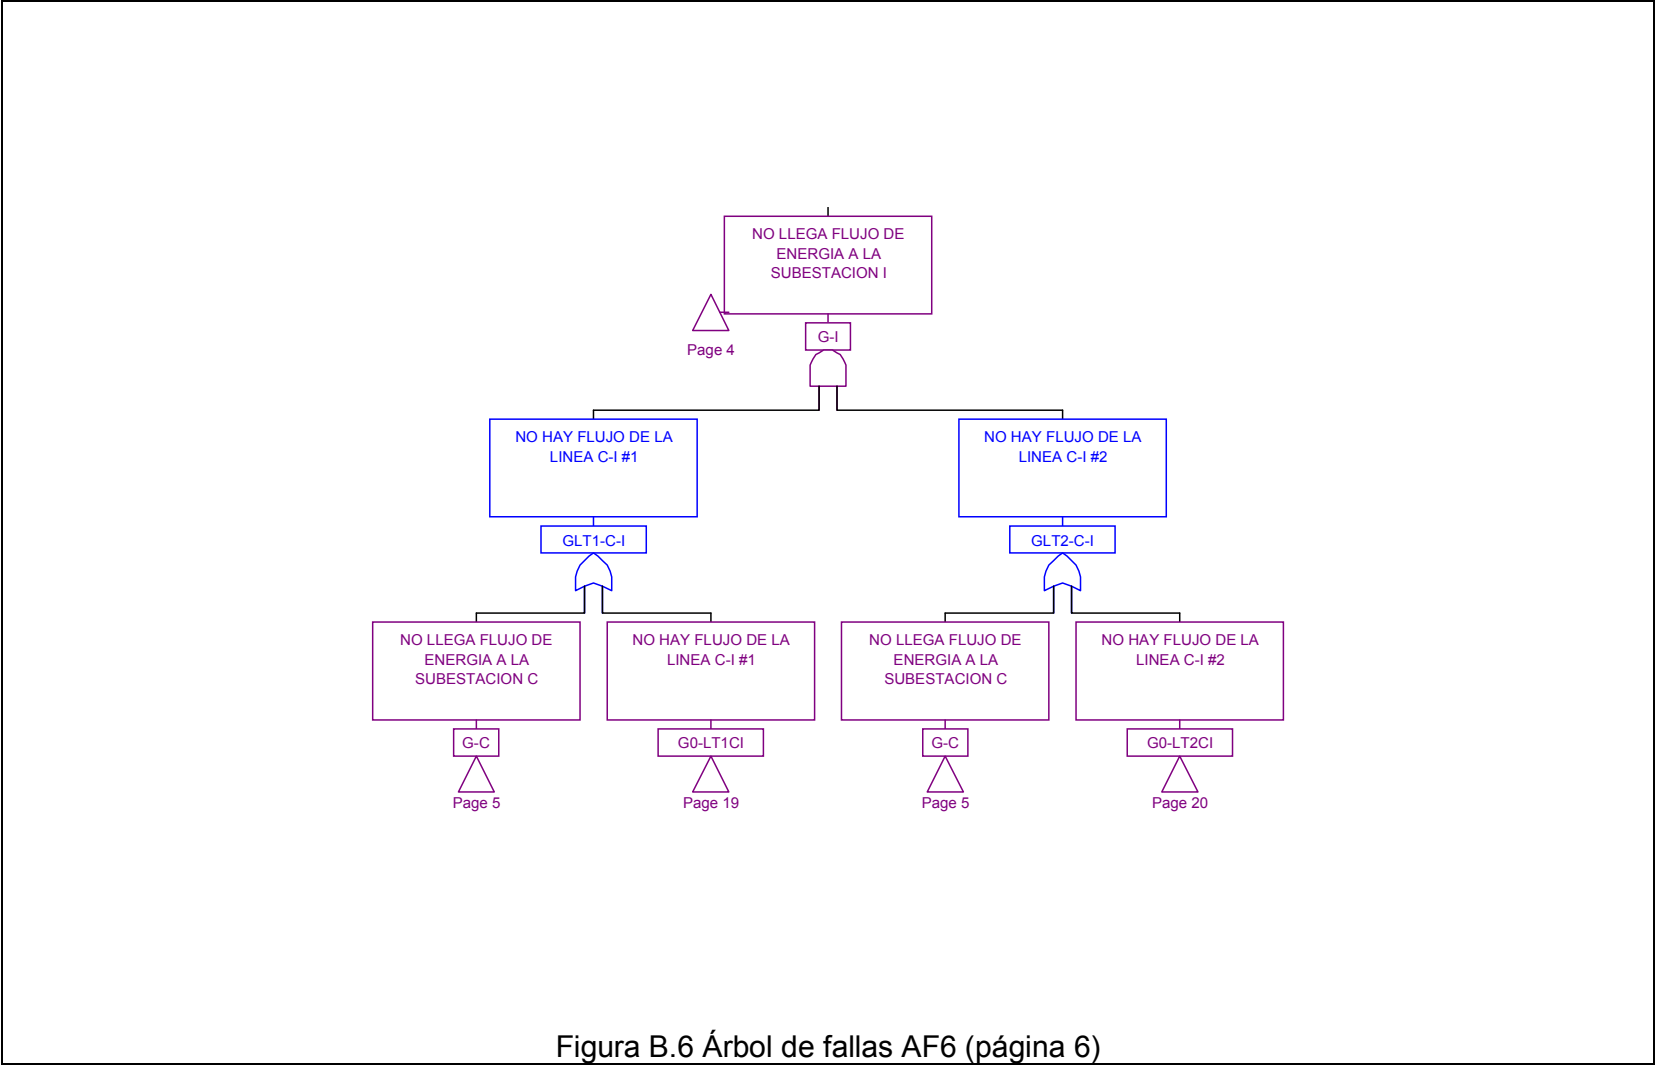 NO LLEGA FLUJO DE
ENERGIA A LA
SUBESTACION I
Page 4
G-I
NO HAY FLUJO DE LA
LINEA C-I #1
GLT1-C-I
NO HAY FLUJO DE LA
LINEA C-I #2
GLT2-C-I
NO LLEGA FLUJO DE
ENERGIA A LA
SUBESTACION C
G-C
Page 5
NO HAY FLUJO DE LA
LINEA C-I #1
G0-LT1CI
Page 19
NO LLEGA FLUJO DE
ENERGIA A LA
SUBESTACION C
G-C
Page 5
NO HAY FLUJO DE LA
LINEA C-I #2
G0-LT2CI
Page 20
Figura B.6 Árbol de fallas AF6 (página 6)